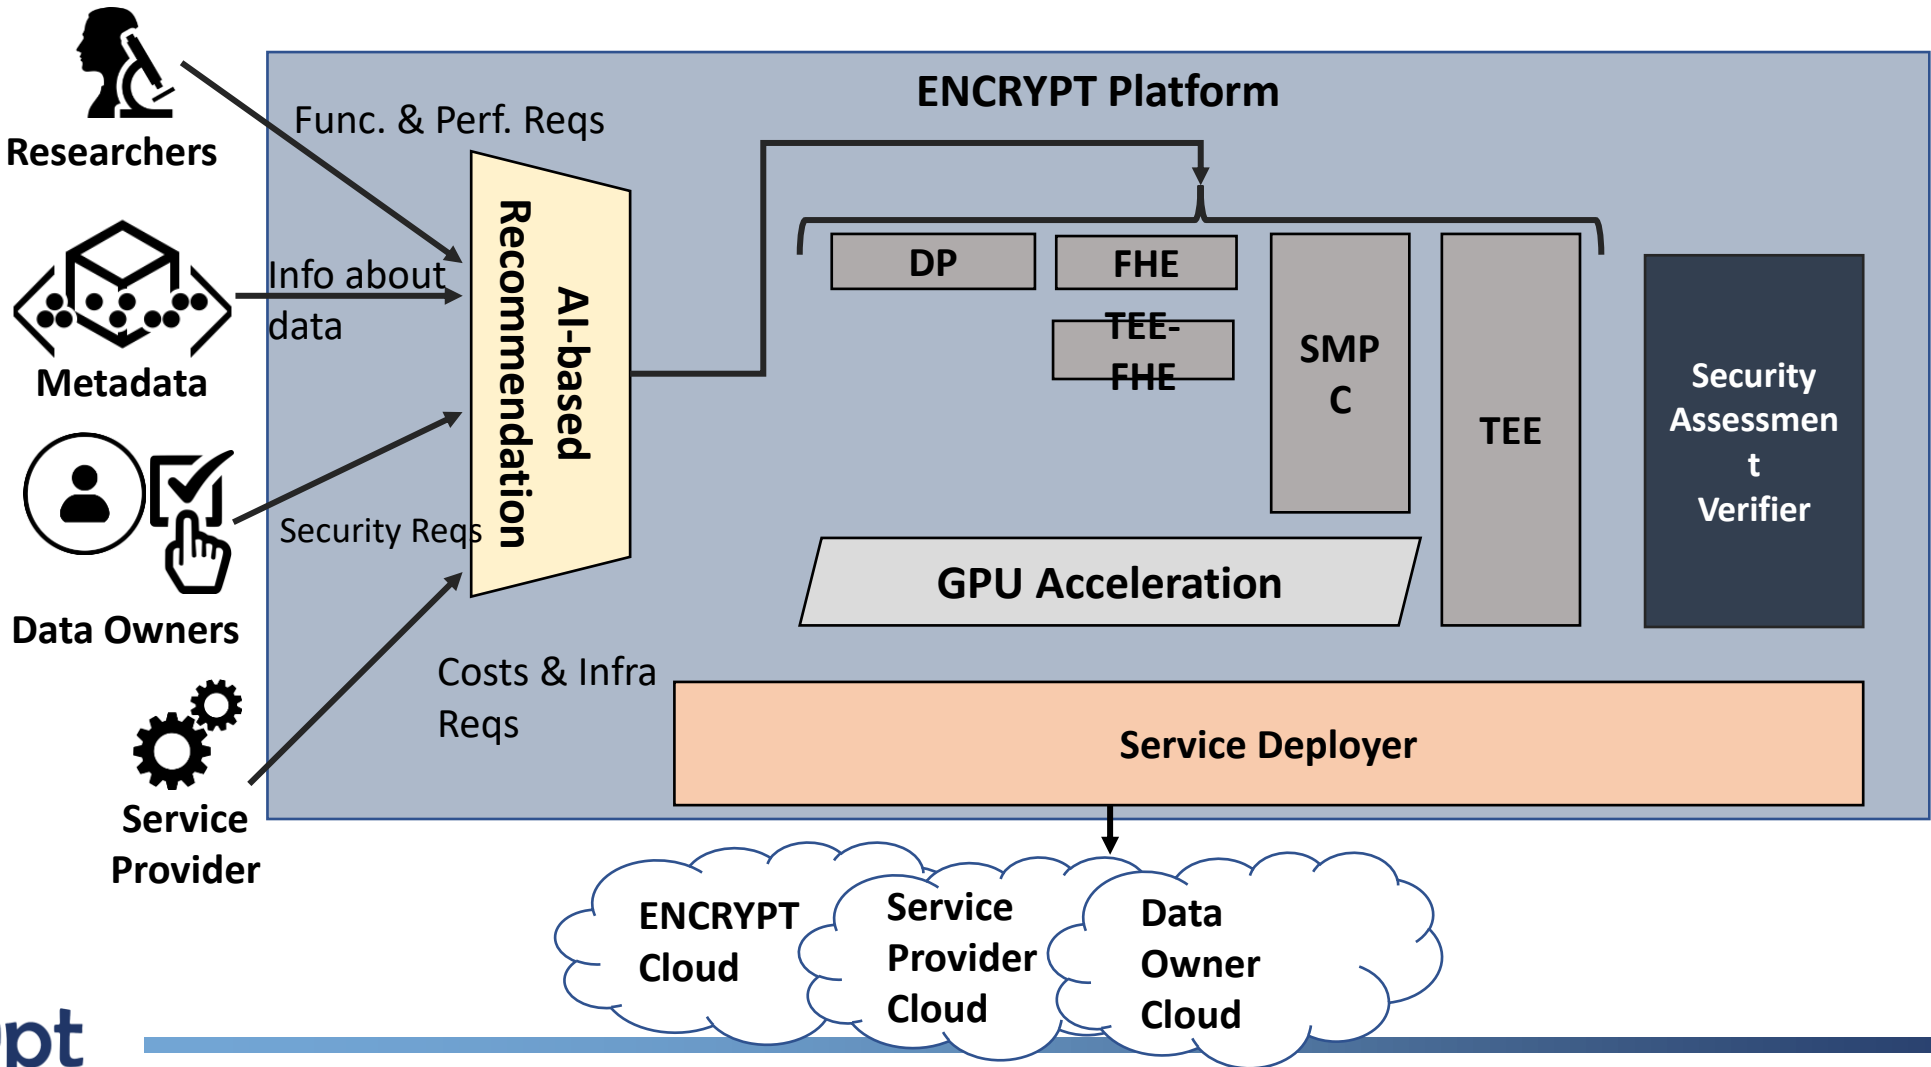 ENCRYPT Platform
Researchers
Func. & Perf. Reqs
Metadata
Info about
data
Data Owners
Security Reqs
Service
Provider
Costs & Infra
Reqs
AI-based
Recommendation
DP
FHE
TEE-
FHE
SMP
C
TEE
Security
Assessmen
t
Verifier
GPU Acceleration
Service Deployer
ENCRYPT
Cloud
Service
Provider
Cloud
Data
Owner
Cloud
pt